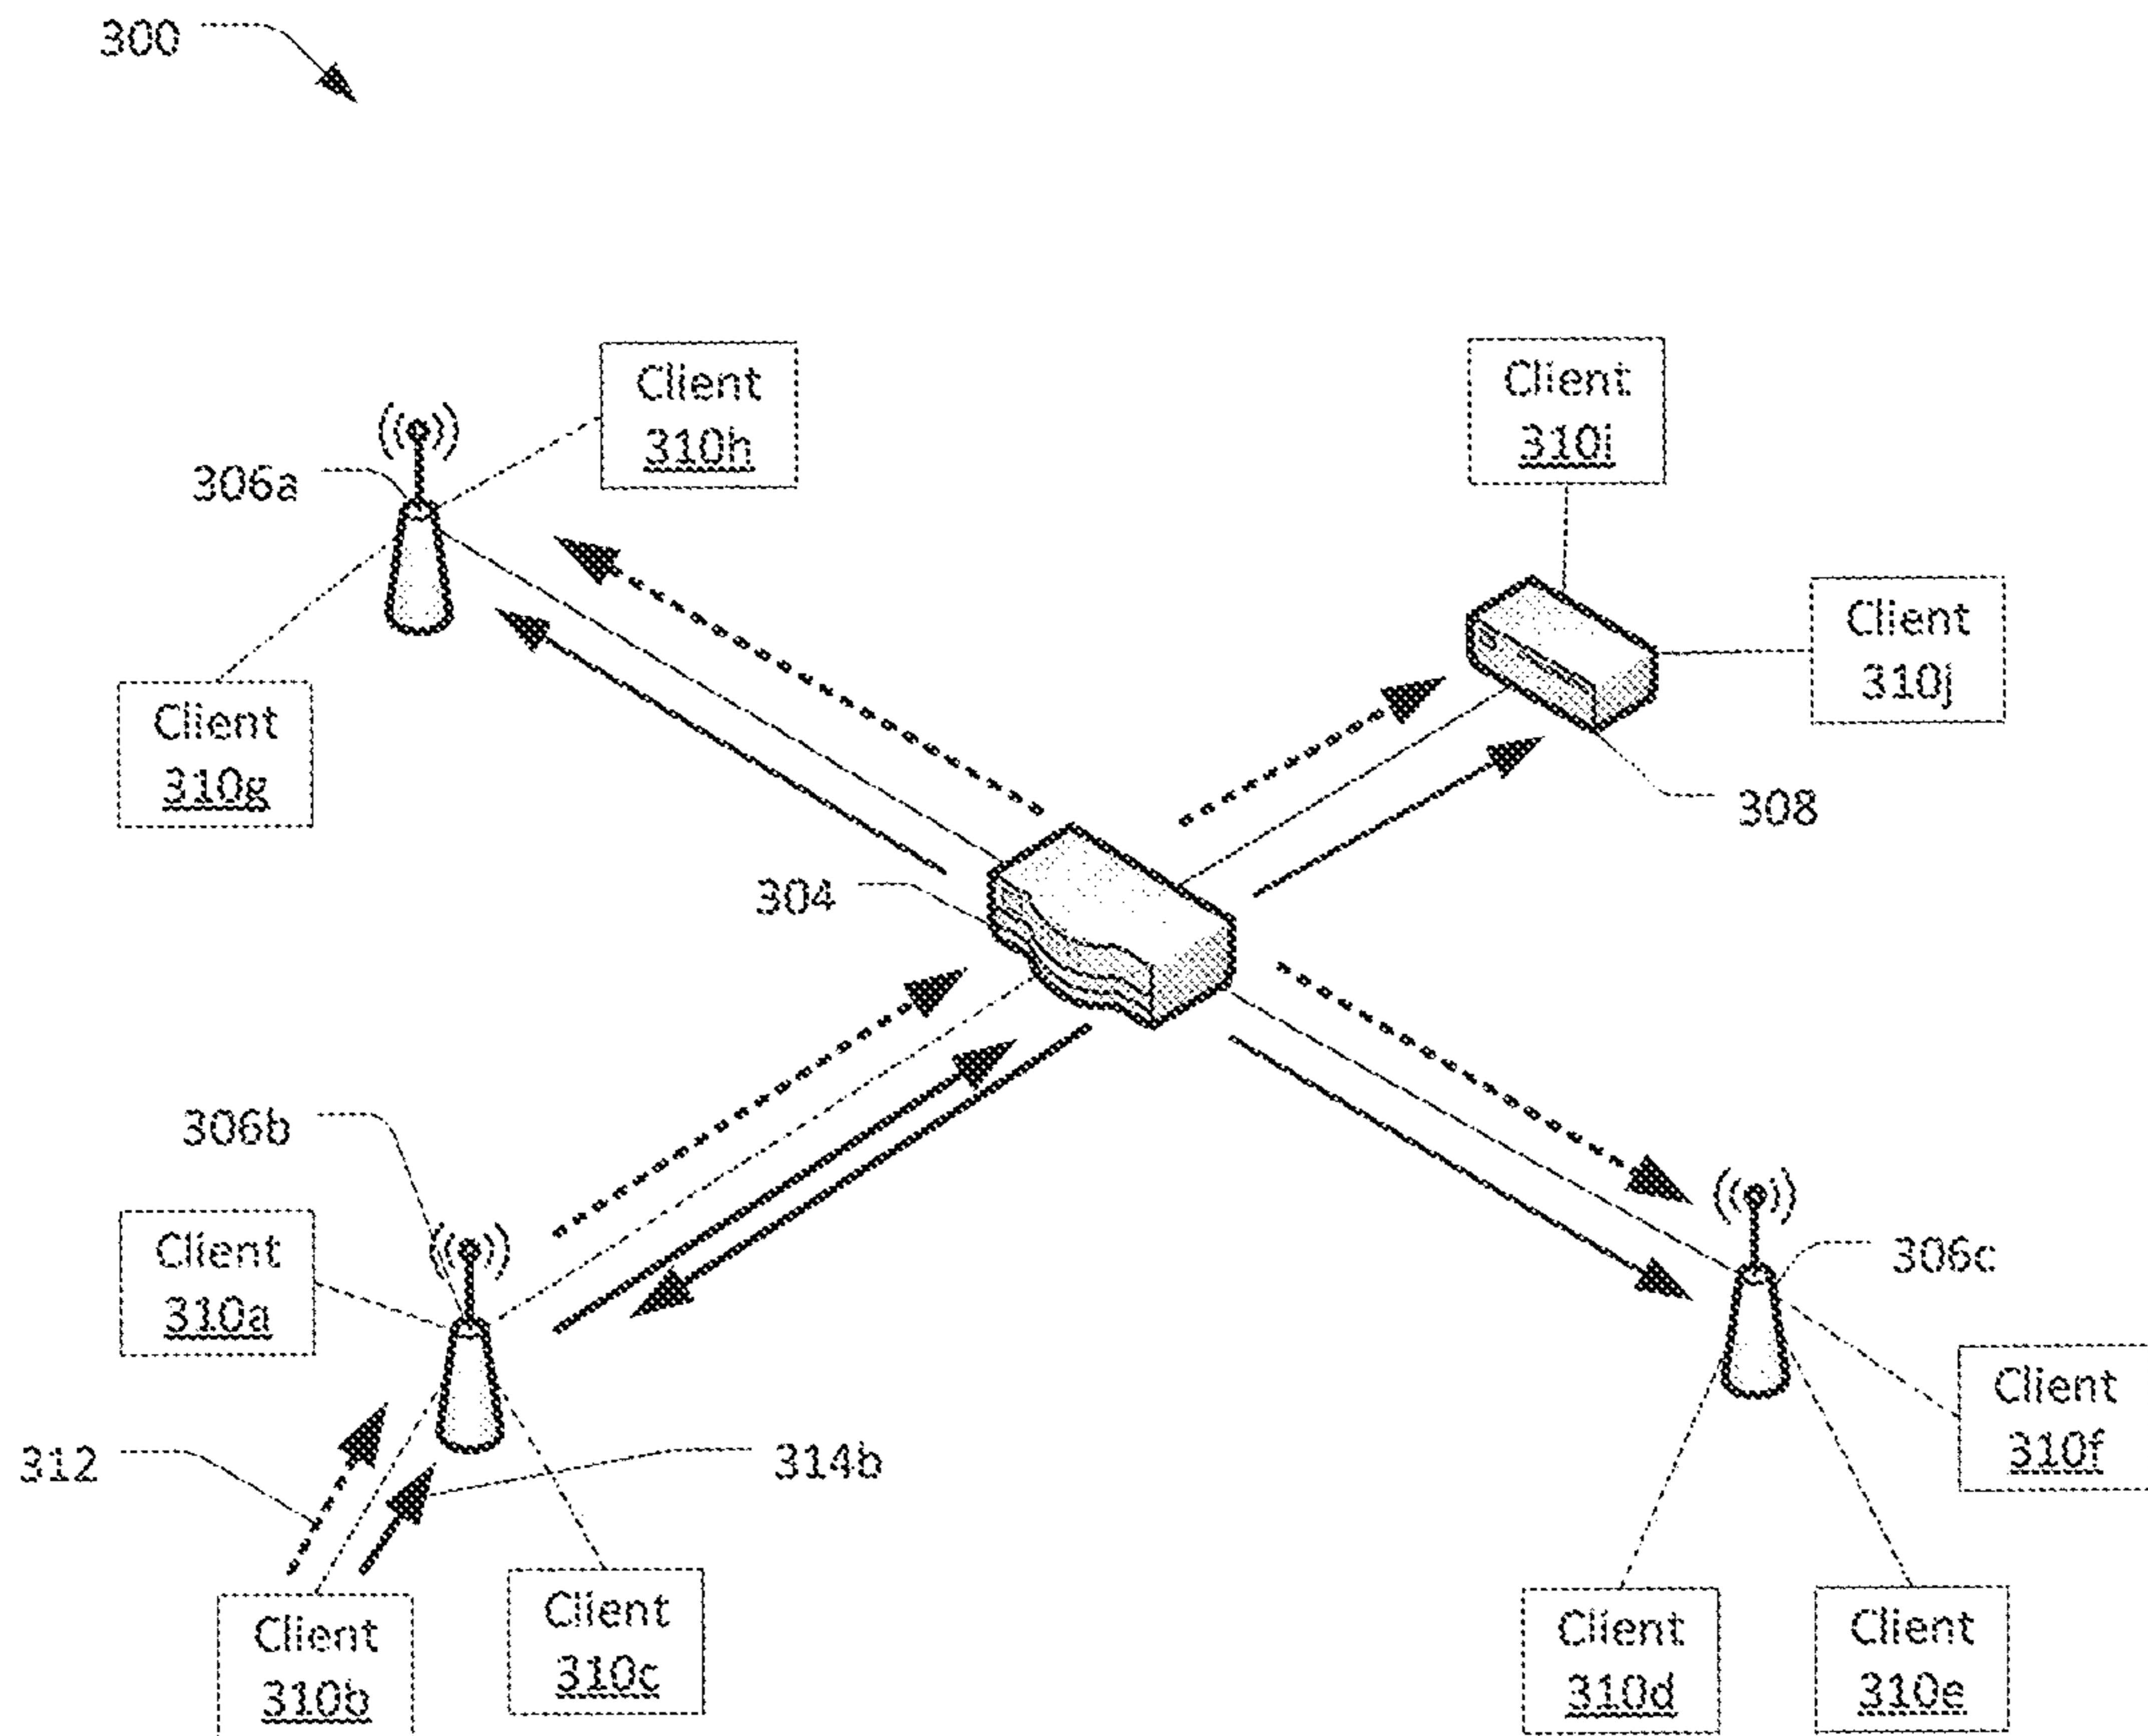 300
Client
310h
306a
Client
310i
Client
310j
Client
310g
308
304
306b
Client
310a
306c
Client
310f
312
314b
Client
310b
Client
310c
Client
310d
Client
310e